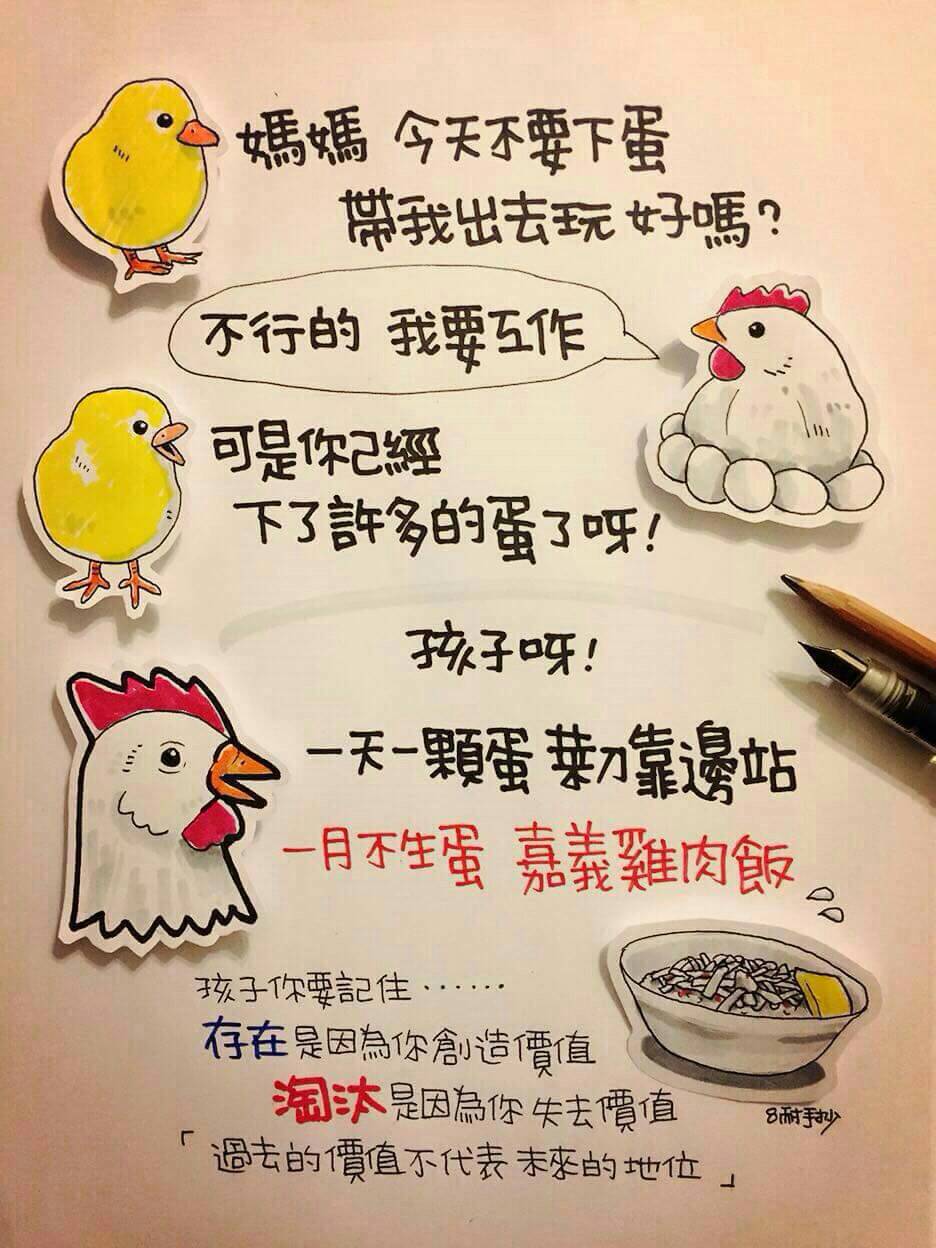 媽媽 今天不要下蛋
帶我出去玩 好嗎?
不行的 我要工作
可是你已經
下了許多的蛋了呀!
孩子呀!
一天一顆蛋 菜刀靠邊站
一月不生蛋 嘉義雞肉飯
孩子你要記住……
存在是因為你創造價值
淘汰是因為你失去價值
「過去的價值不代表未來的地位」
8耐手抄